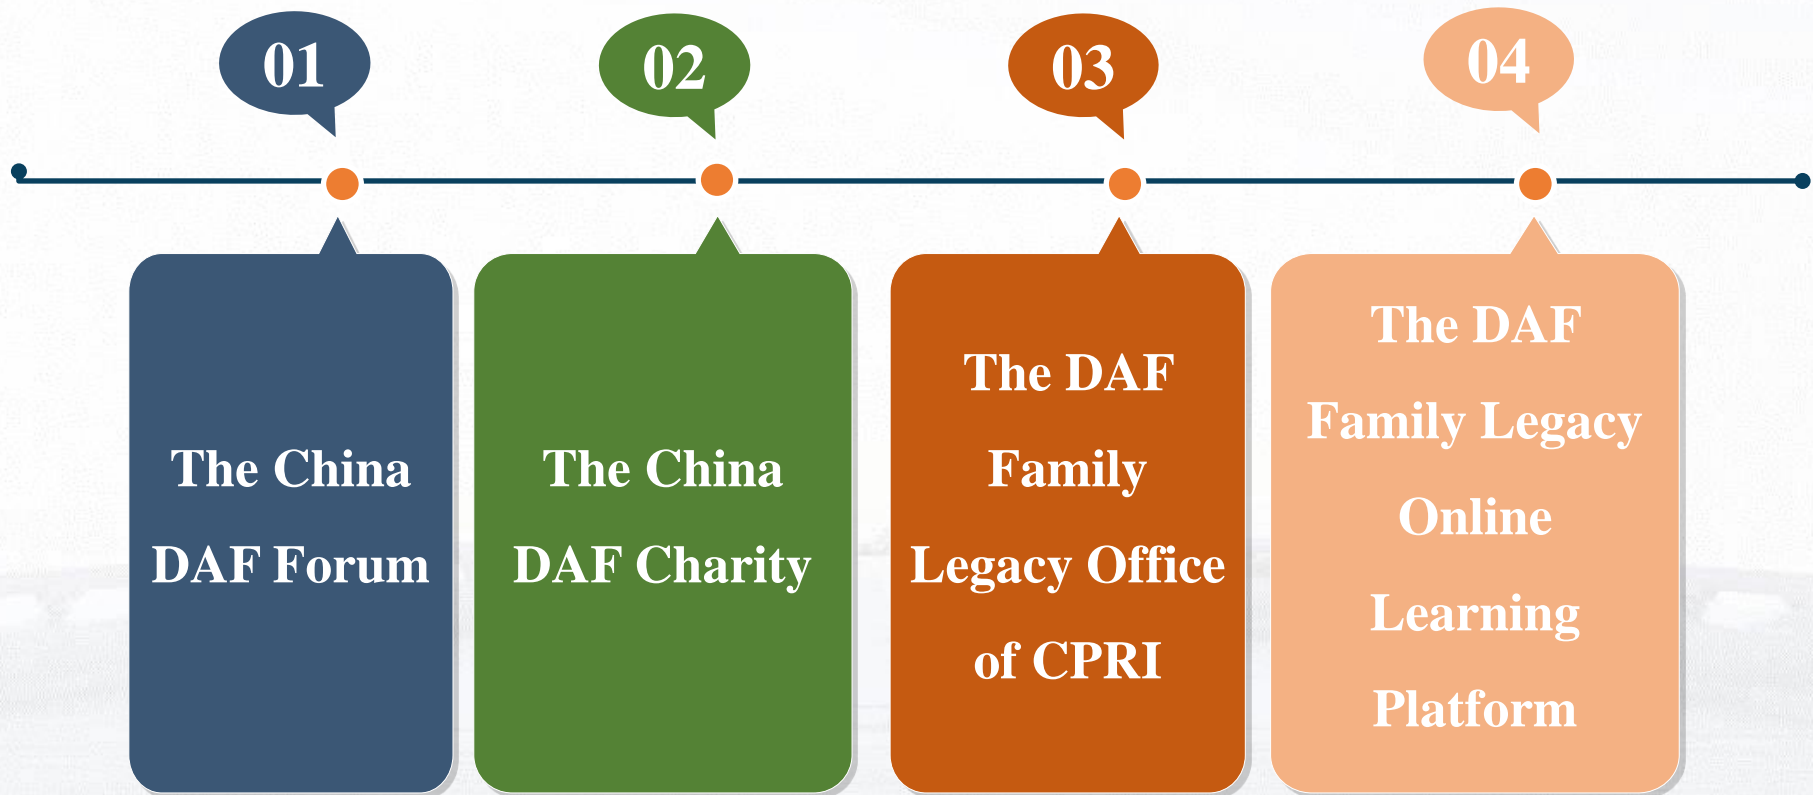 01
The China
DAF Forum
02
The China
DAF Charity
03
The DAF
Family
Legacy Office
of CPRI
04
The DAF
Family Legacy
Online
Learning
Platform